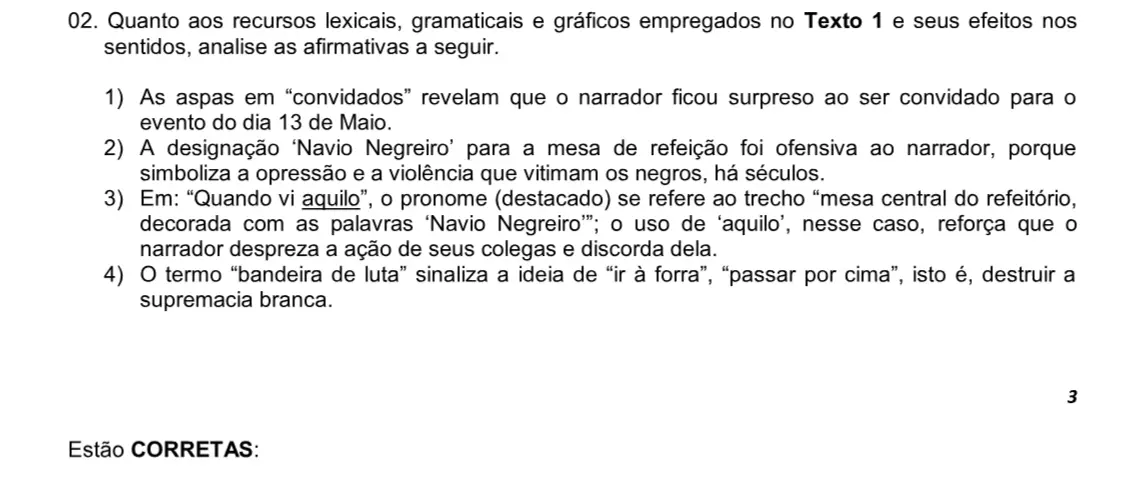 02. Quanto aos recursos lexicais, gramaticais e gráficos empregados no Texto 1 e seus efeitos nos
sentidos, analise as afirmativas a seguir.
1) As aspas em “convidados” revelam que o narrador ficou surpreso ao ser convidado para o
evento do dia 13 de Maio.
2) A designação ‘Navio Negreiro’ para a mesa de refeição foi ofensiva ao narrador, porque
simboliza a opressão e a violência que vitimam os negros, há séculos.
3) Em: “Quando vi aquilo”, o pronome (destacado) se refere ao trecho “mesa central do refeitório,
decorada com as palavras ‘Navio Negreiro’”; o uso de ‘aquilo’, nesse caso, reforça que o
narrador despreza a ação de seus colegas e discorda dela.
4) O termo “bandeira de luta” sinaliza a ideia de “ir à forra”, “passar por cima”, isto é, destruir a
supremacia branca.
3
Estão CORRETAS: